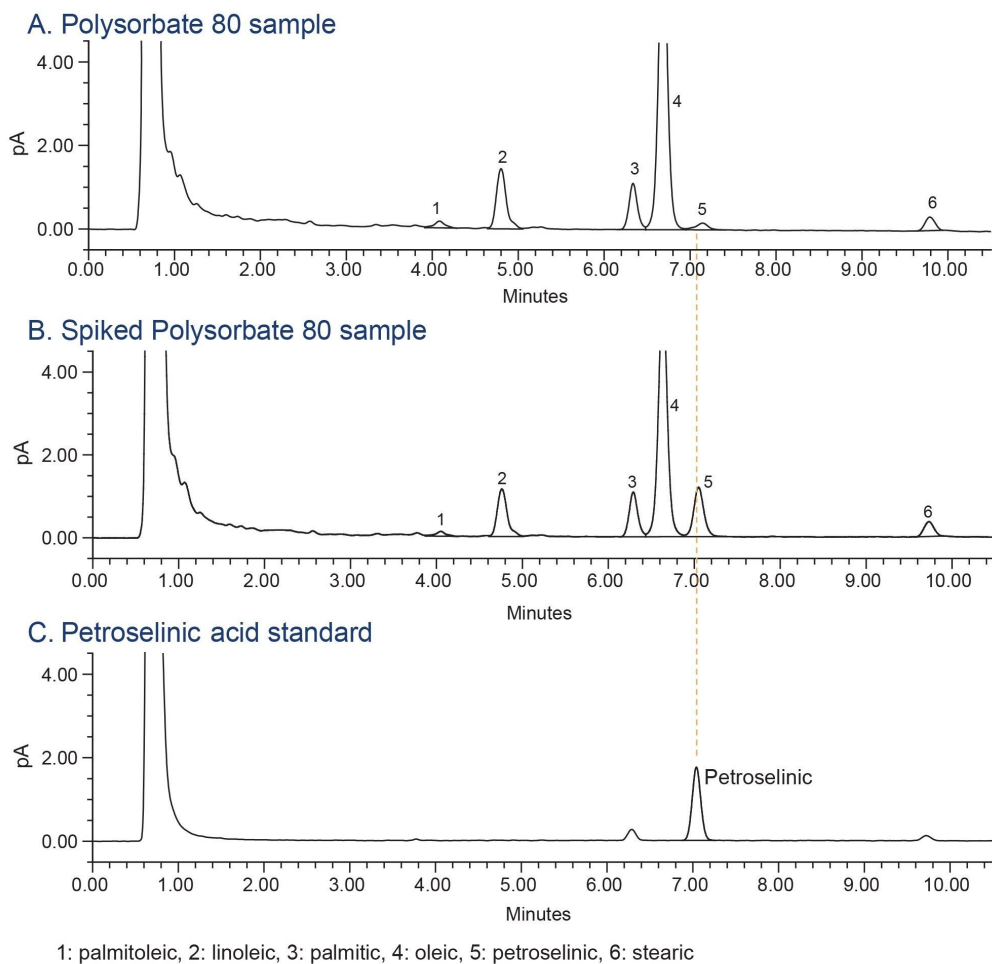 A. Polysorbate 80 sample
4.00
2.00
0.00
pA
1
2
3
4
5
6
0.00 1.00 2.00 3.00 4.00 5.00 6.00 7.00 8.00 9.00 10.00
Minutes
B. Spiked Polysorbate 80 sample
4.00
2.00
0.00
pA
1
2
3
4
5
6
0.00 1.00 2.00 3.00 4.00 5.00 6.00 7.00 8.00 9.00 10.00
Minutes
C. Petroselinic acid standard
4.00
2.00
0.00
pA
Petroselinic
0.00 1.00 2.00 3.00 4.00 5.00 6.00 7.00 8.00 9.00 10.00
Minutes
1: palmitoleic, 2: linoleic, 3: palmitic, 4: oleic, 5: petroselinic, 6: stearic